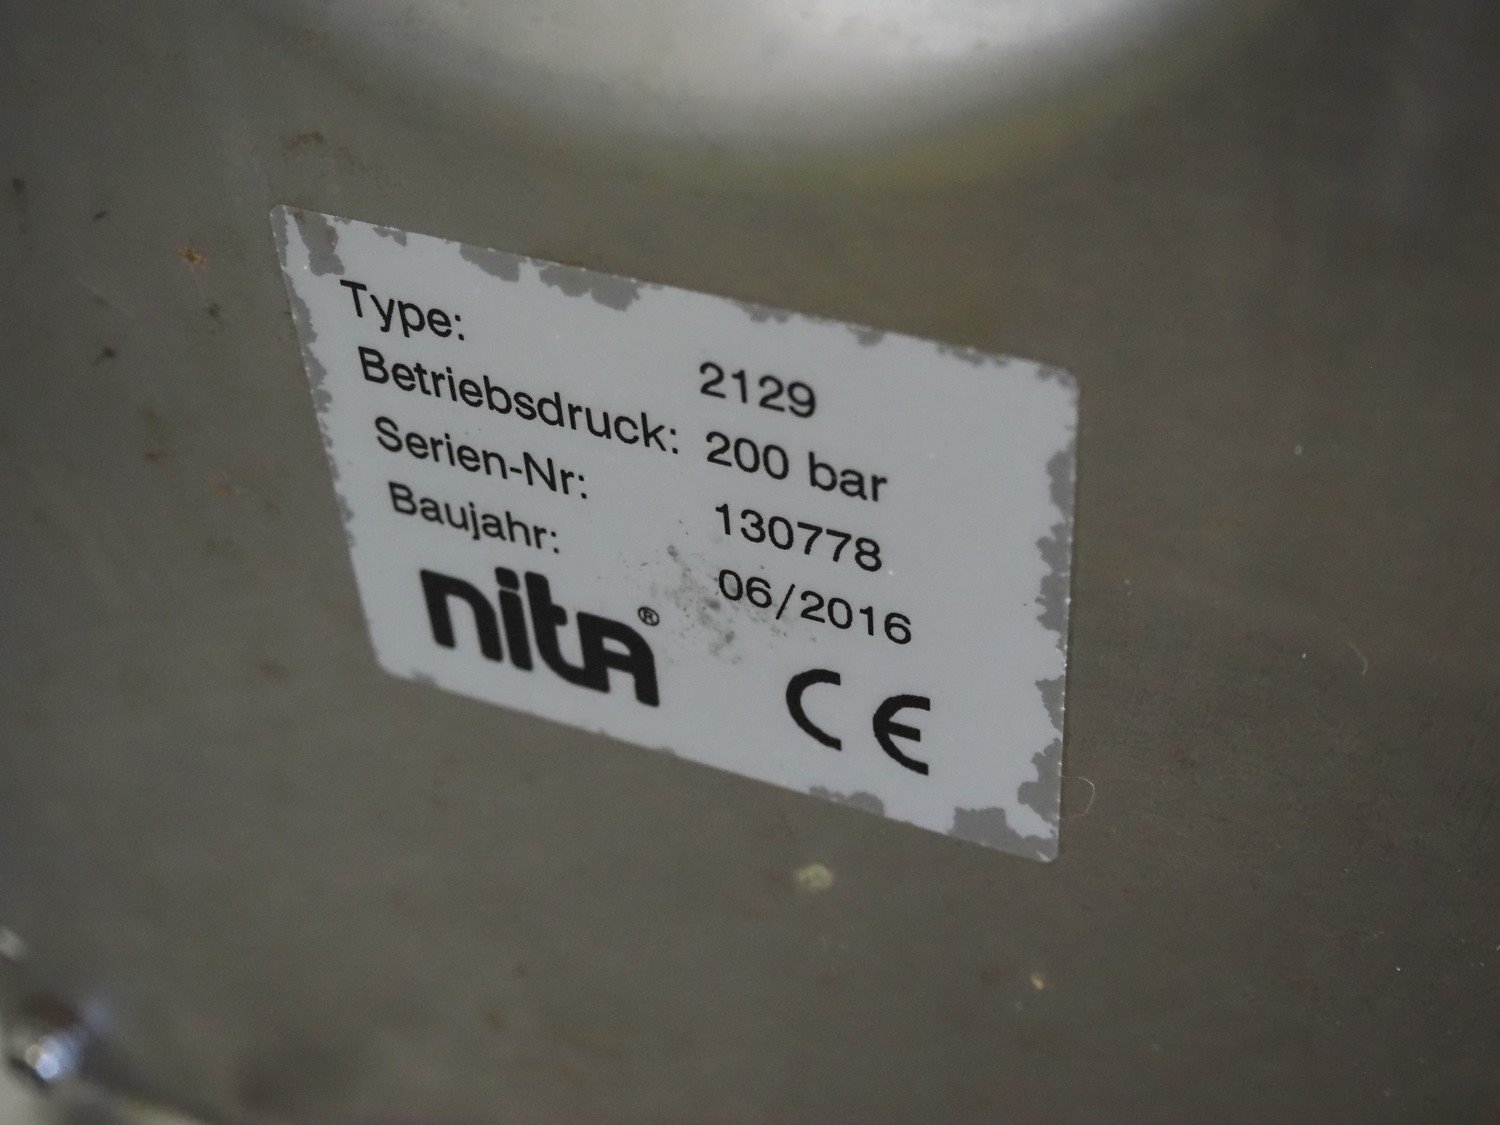 Type: 2129
Betriebsdruck: 200 bar
Serien-Nr: 130778
Baujahr: 06/2016
nita®
CE